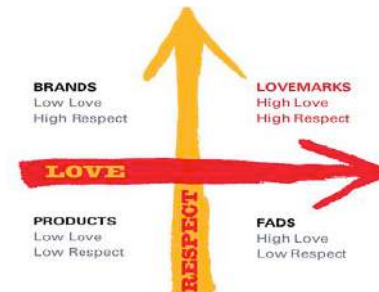 BRANDS
Low Love
High Respect
LOVEMARKS
High Love
High Respect
LOVE
RESPECT
PRODUCTS
Low Love
Low Respect
FADS
High Love
Low Respect